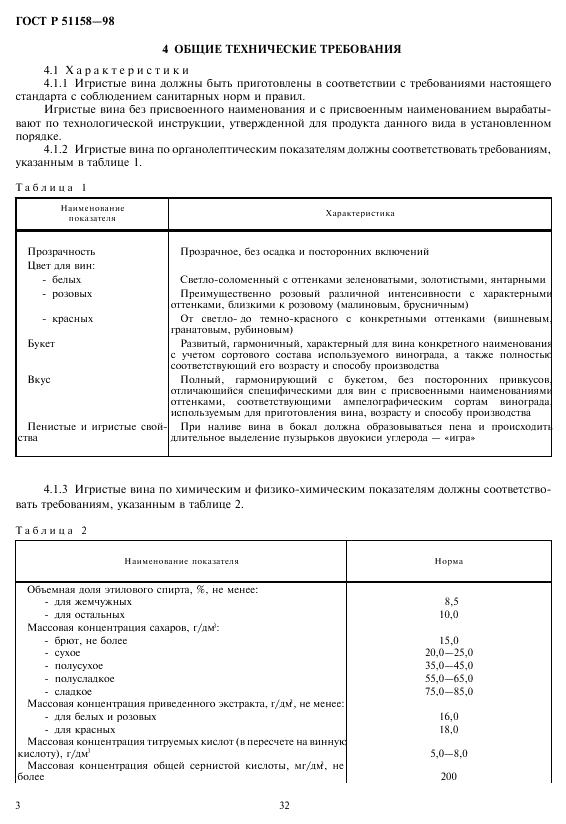 ГОСТ Р 51158—98
4 ОБЩИЕ ТЕХНИЧЕСКИЕ ТРЕБОВАНИЯ
4.1 Характеристики
4.1.1 Игристые вина должны быть приготовлены в соответствии с требованиями настоящего
стандарта с соблюдением санитарных норм и правил.
Игристые вина без присвоенного наименования и с присвоенным наименованием вырабаты-
вают по технологической инструкции, утвержденной для продукта данного вида в установленном
порядке.
4.1.2 Игристые вина по органолептическим показателям должны соответствовать требованиям,
указанным в таблице 1.
Таблица 1
Наименование
показателя
Характеристика
Прозрачность
Прозрачное, без осадка и посторонних включений
Цвет для вин:
- белых
Светло-соломенный с оттенками зеленоватыми, золотистыми, янтарными
- розовых
Преимущественно розовый различной интенсивности с характерными
оттенками, близкими к розовому (малиновым, брусничным)
- красных
От светло- до темно-красного с конкретными оттенками (вишневым,
гранатовым, рубиновым)
Букет
Развитый, гармоничный, характерный для вина конкретного наименования
с учетом сортового состава используемого винограда, а также полностью
соответствующий его возрасту и способу производства
Вкус
Полный, гармонирующий с букетом, без посторонних привкусов,
отличающийся специфическими для вин с присвоенными наименованиями
оттенками, соответствующими ампелографическим сортам винограда,
используемым для приготовления вина, возрасту и способу производства
Пенистые и игристые свой-
ства
При наливе вина в бокал должна образовываться пена и происходить
длительное выделение пузырьков двуокиси углерода — «игра»
4.1.3 Игристые вина по химическим и физико-химическим показателям должны соответство-
вать требованиям, указанным в таблице 2.
Таблица 2
Наименование показателя
Норма
Объемная доля этилового спирта, %, не менее:
- для жемчужных
8,5
- для остальных
10,0
Массовая концентрация сахаров, г/дм³:
- брют, не более
15,0
- сухое
20,0—25,0
- полусухое
35,0—45,0
- полусладкое
55,0—65,0
- сладкое
75,0—85,0
Массовая концентрация приведенного экстракта, г/дм³, не менее:
- для белых и розовых
16,0
- для красных
18,0
Массовая концентрация титруемых кислот (в пересчете на винную
кислоту), г/дм³
5,0—8,0
Массовая концентрация общей сернистой кислоты, мг/дм³, не
более
200
3
32